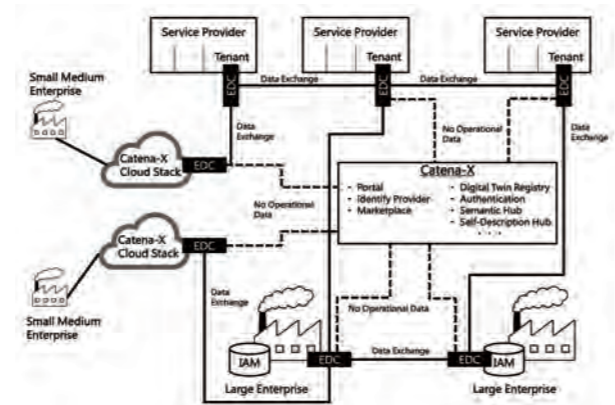 Service Provider
Service Provider
Service Provider
Tenant
Tenant
Tenant
EDC
EDC
EDC
Data Exchange
Data Exchange
Small Medium
Enterprise
Data
Exchange
No Operational
Data
Data
Exchange
Catena-X
Cloud Stack
EDC
Catena-X
· Portal
· Identify Provider
· Marketplace
· Digital Twin Registry
· Authentication
· Semanic Hub
· Self-Description Hub
· · ·
No Operational
Data
Catena-X
Cloud Stack
EDC
Small Medium
Enterprise
Data
Exchange
No Operational Data
IAM
EDC
Data Exchange
EDC
IAM
Large Enterprise
Large Enterprise